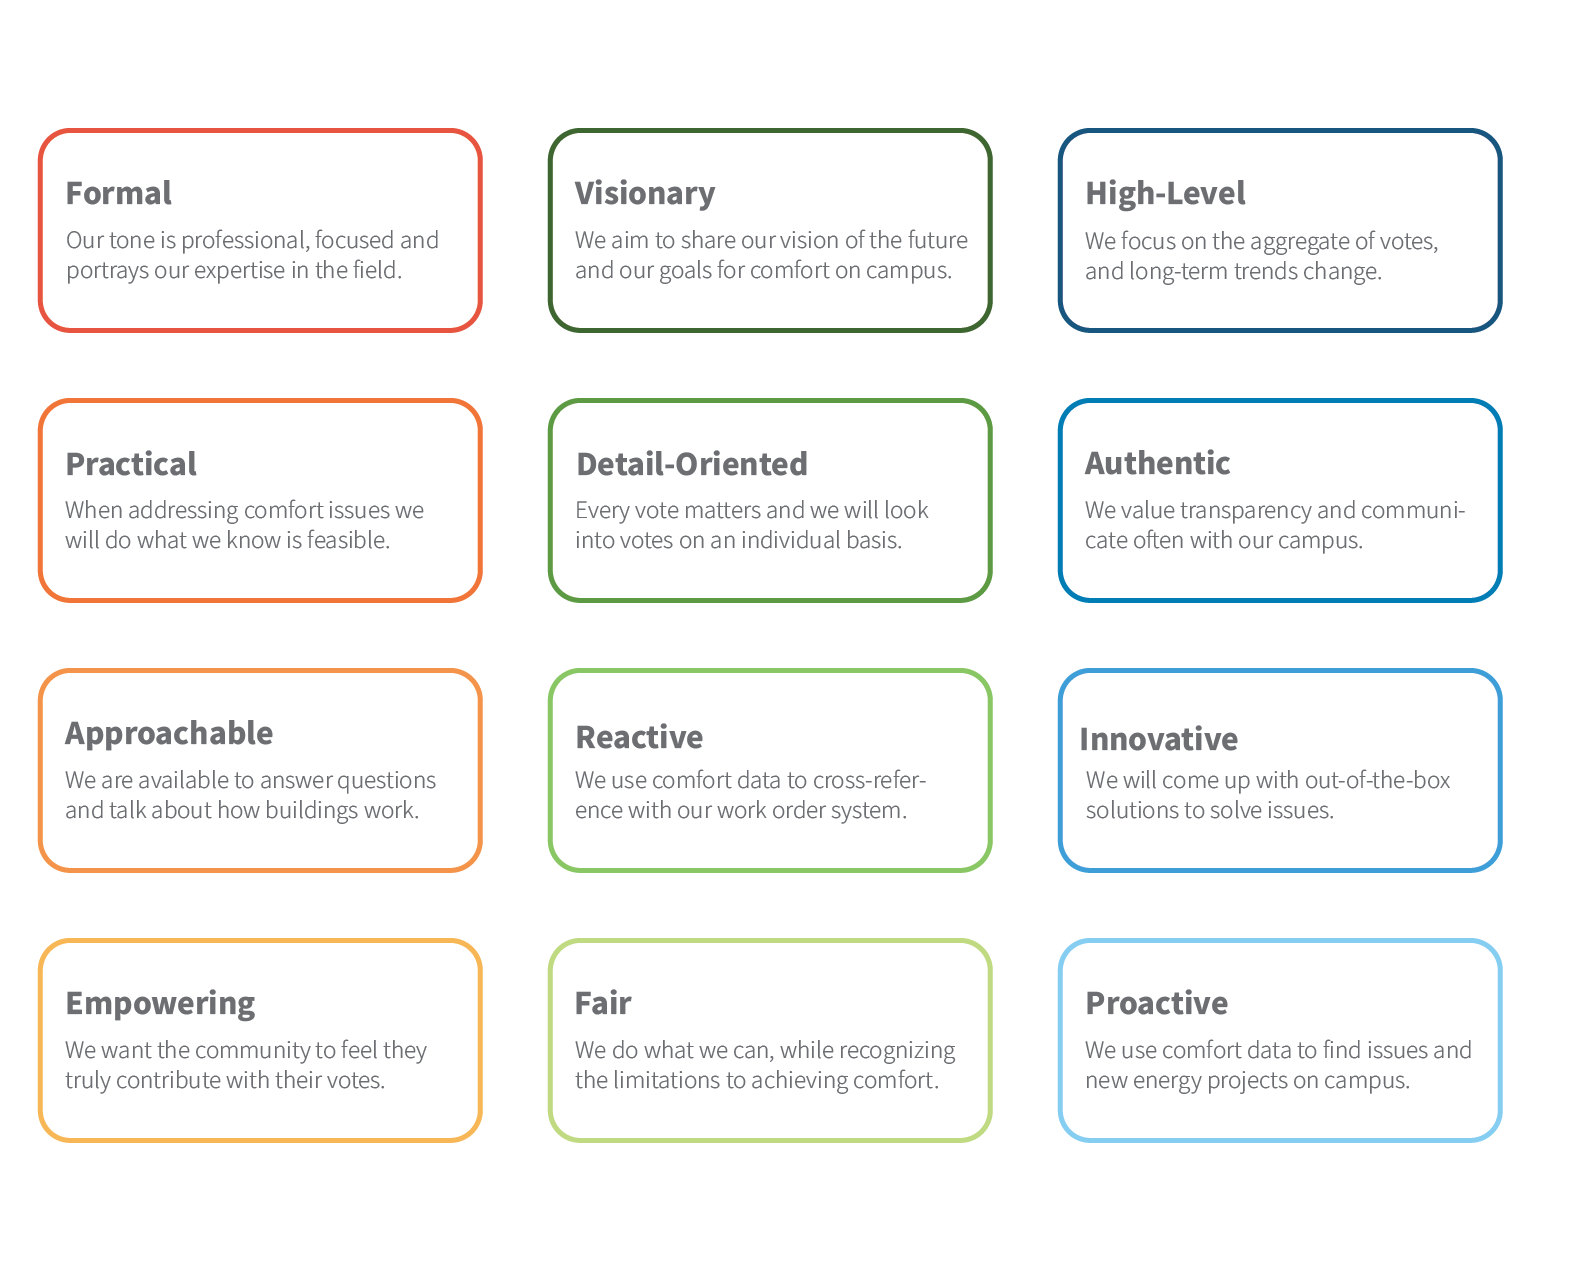 Formal
Our tone is professional, focused and
portrays our expertise in the field.
Visionary
We aim to share our vision of the future
and our goals for comfort on campus.
High-Level
We focus on the aggregate of votes,
and long-term trends change.
Practical
When addressing comfort issues we
will do what we know is feasible.
Detail-Oriented
Every vote matters and we will look
into votes on an individual basis.
Authentic
We value transparency and communi-
cate often with our campus.
Approachable
We are available to answer questions
and talk about how buildings work.
Reactive
We use comfort data to cross-refer-
ence with our work order system.
Innovative
We will come up with out-of-the-box
solutions to solve issues.
Empowering
We want the community to feel they
truly contribute with their votes.
Fair
We do what we can, while recognizing
the limitations to achieving comfort.
Proactive
We use comfort data to find issues and
new energy projects on campus.